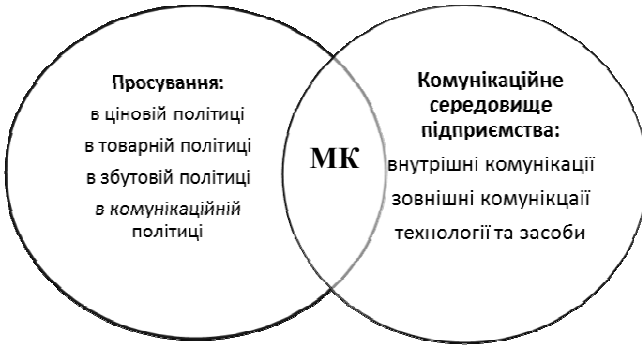 Просування:
в ціновій політиці
в товарній політиці
в збутовій політиці
в комунікаційній
політиці
МК
Комунікаційне
середовище
підприємства:
внутрішні комунікації
зовнішні комунікцаії
технології та засоби